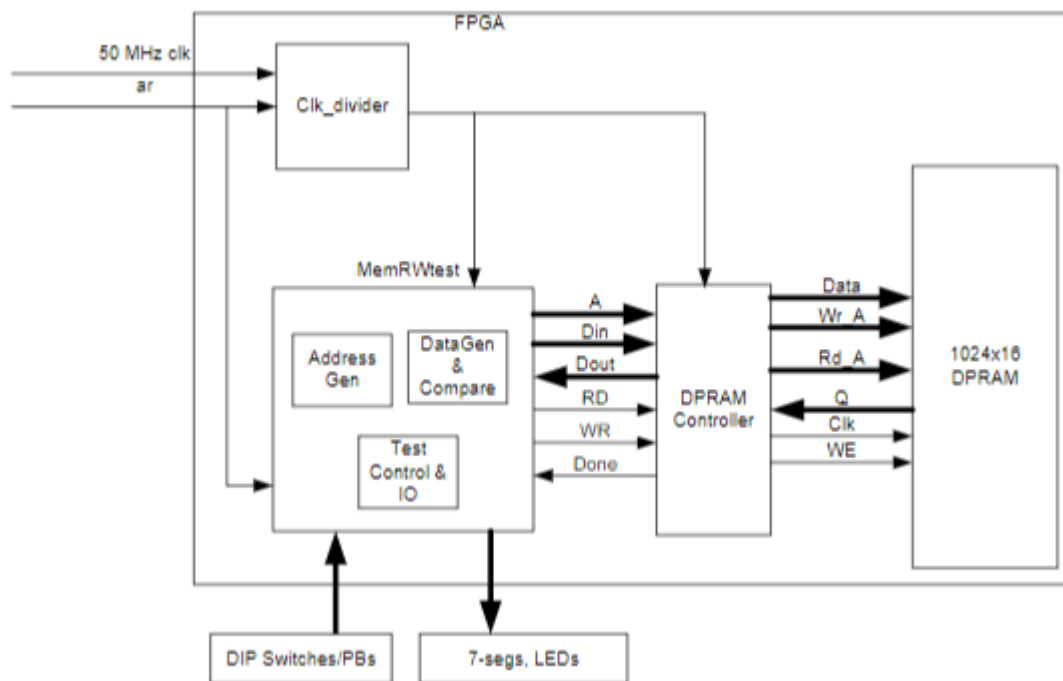 FPGA
50 MHz clk
ar
Clk_divider
MemRWtest
Address
Gen
DataGen
&
Compare
Test
Control &
IO
A
Din
Dout
RD
WR
Done
DPRAM
Controller
Data
Wr_A
Rd_A
Q
Clk
WE
1024x16
DPRAM
DIP Switches/PBs
7-segs, LEDs